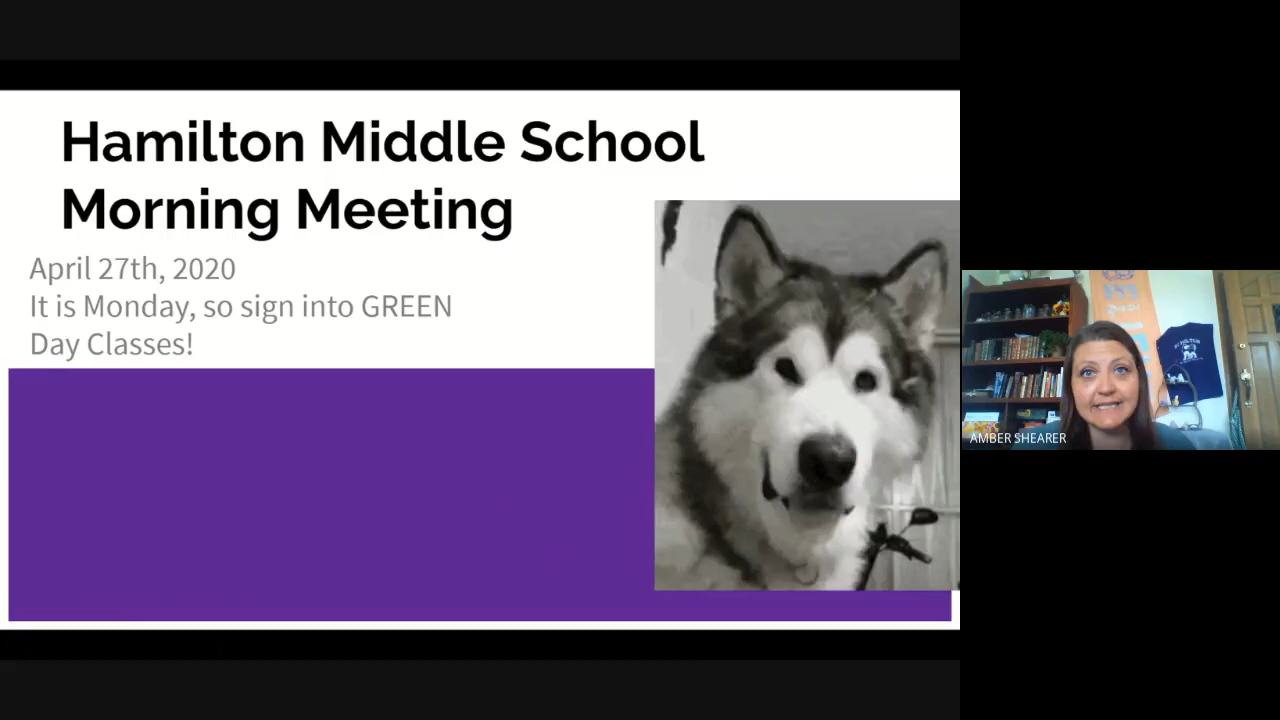 Hamilton Middle School
Morning Meeting
April 27th, 2020
It is Monday, so sign into GREEN
Day Classes!
AMBER SHEARER